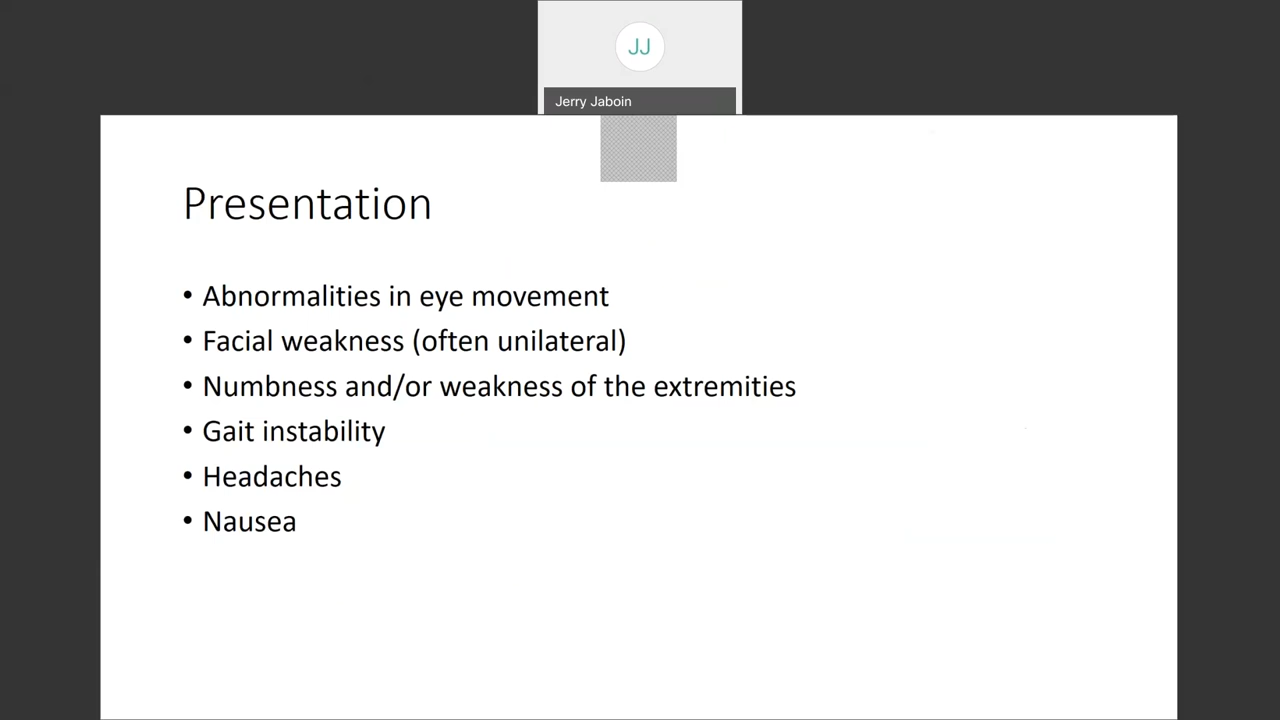 JJ
Jerry Jaboin
Presentation
• Abnormalities in eye movement
• Facial weakness (often unilateral)
• Numbness and/or weakness of the extremities
• Gait instability
• Headaches
• Nausea